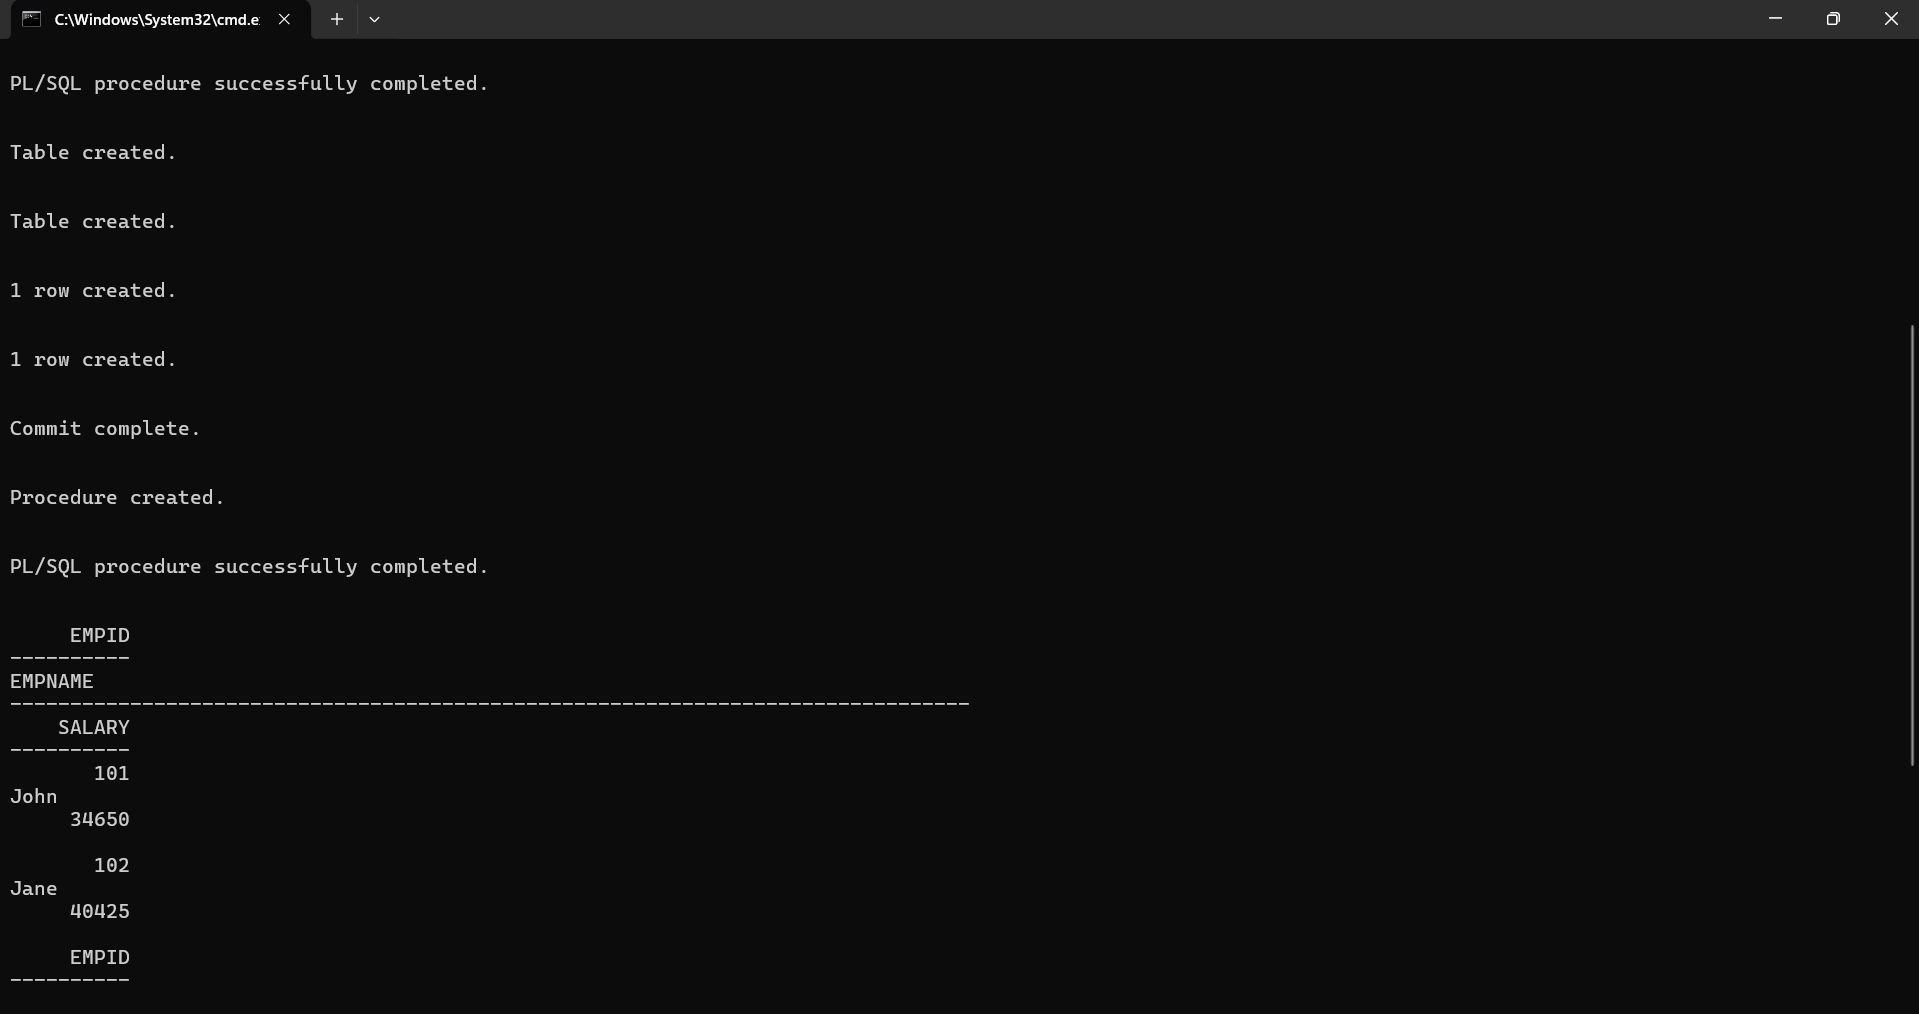 C:\Windows\System32\cmd.e
PL/SQL procedure successfully completed.
Table created.
Table created.
1 row created.
1 row created.
Commit complete.
Procedure created.
PL/SQL procedure successfully completed.
     EMPID
----------
EMPNAME
--------------------------------------------------------------------------------
    SALARY
----------
       101
John
     34650
       102
Jane
     40425
     EMPID
----------